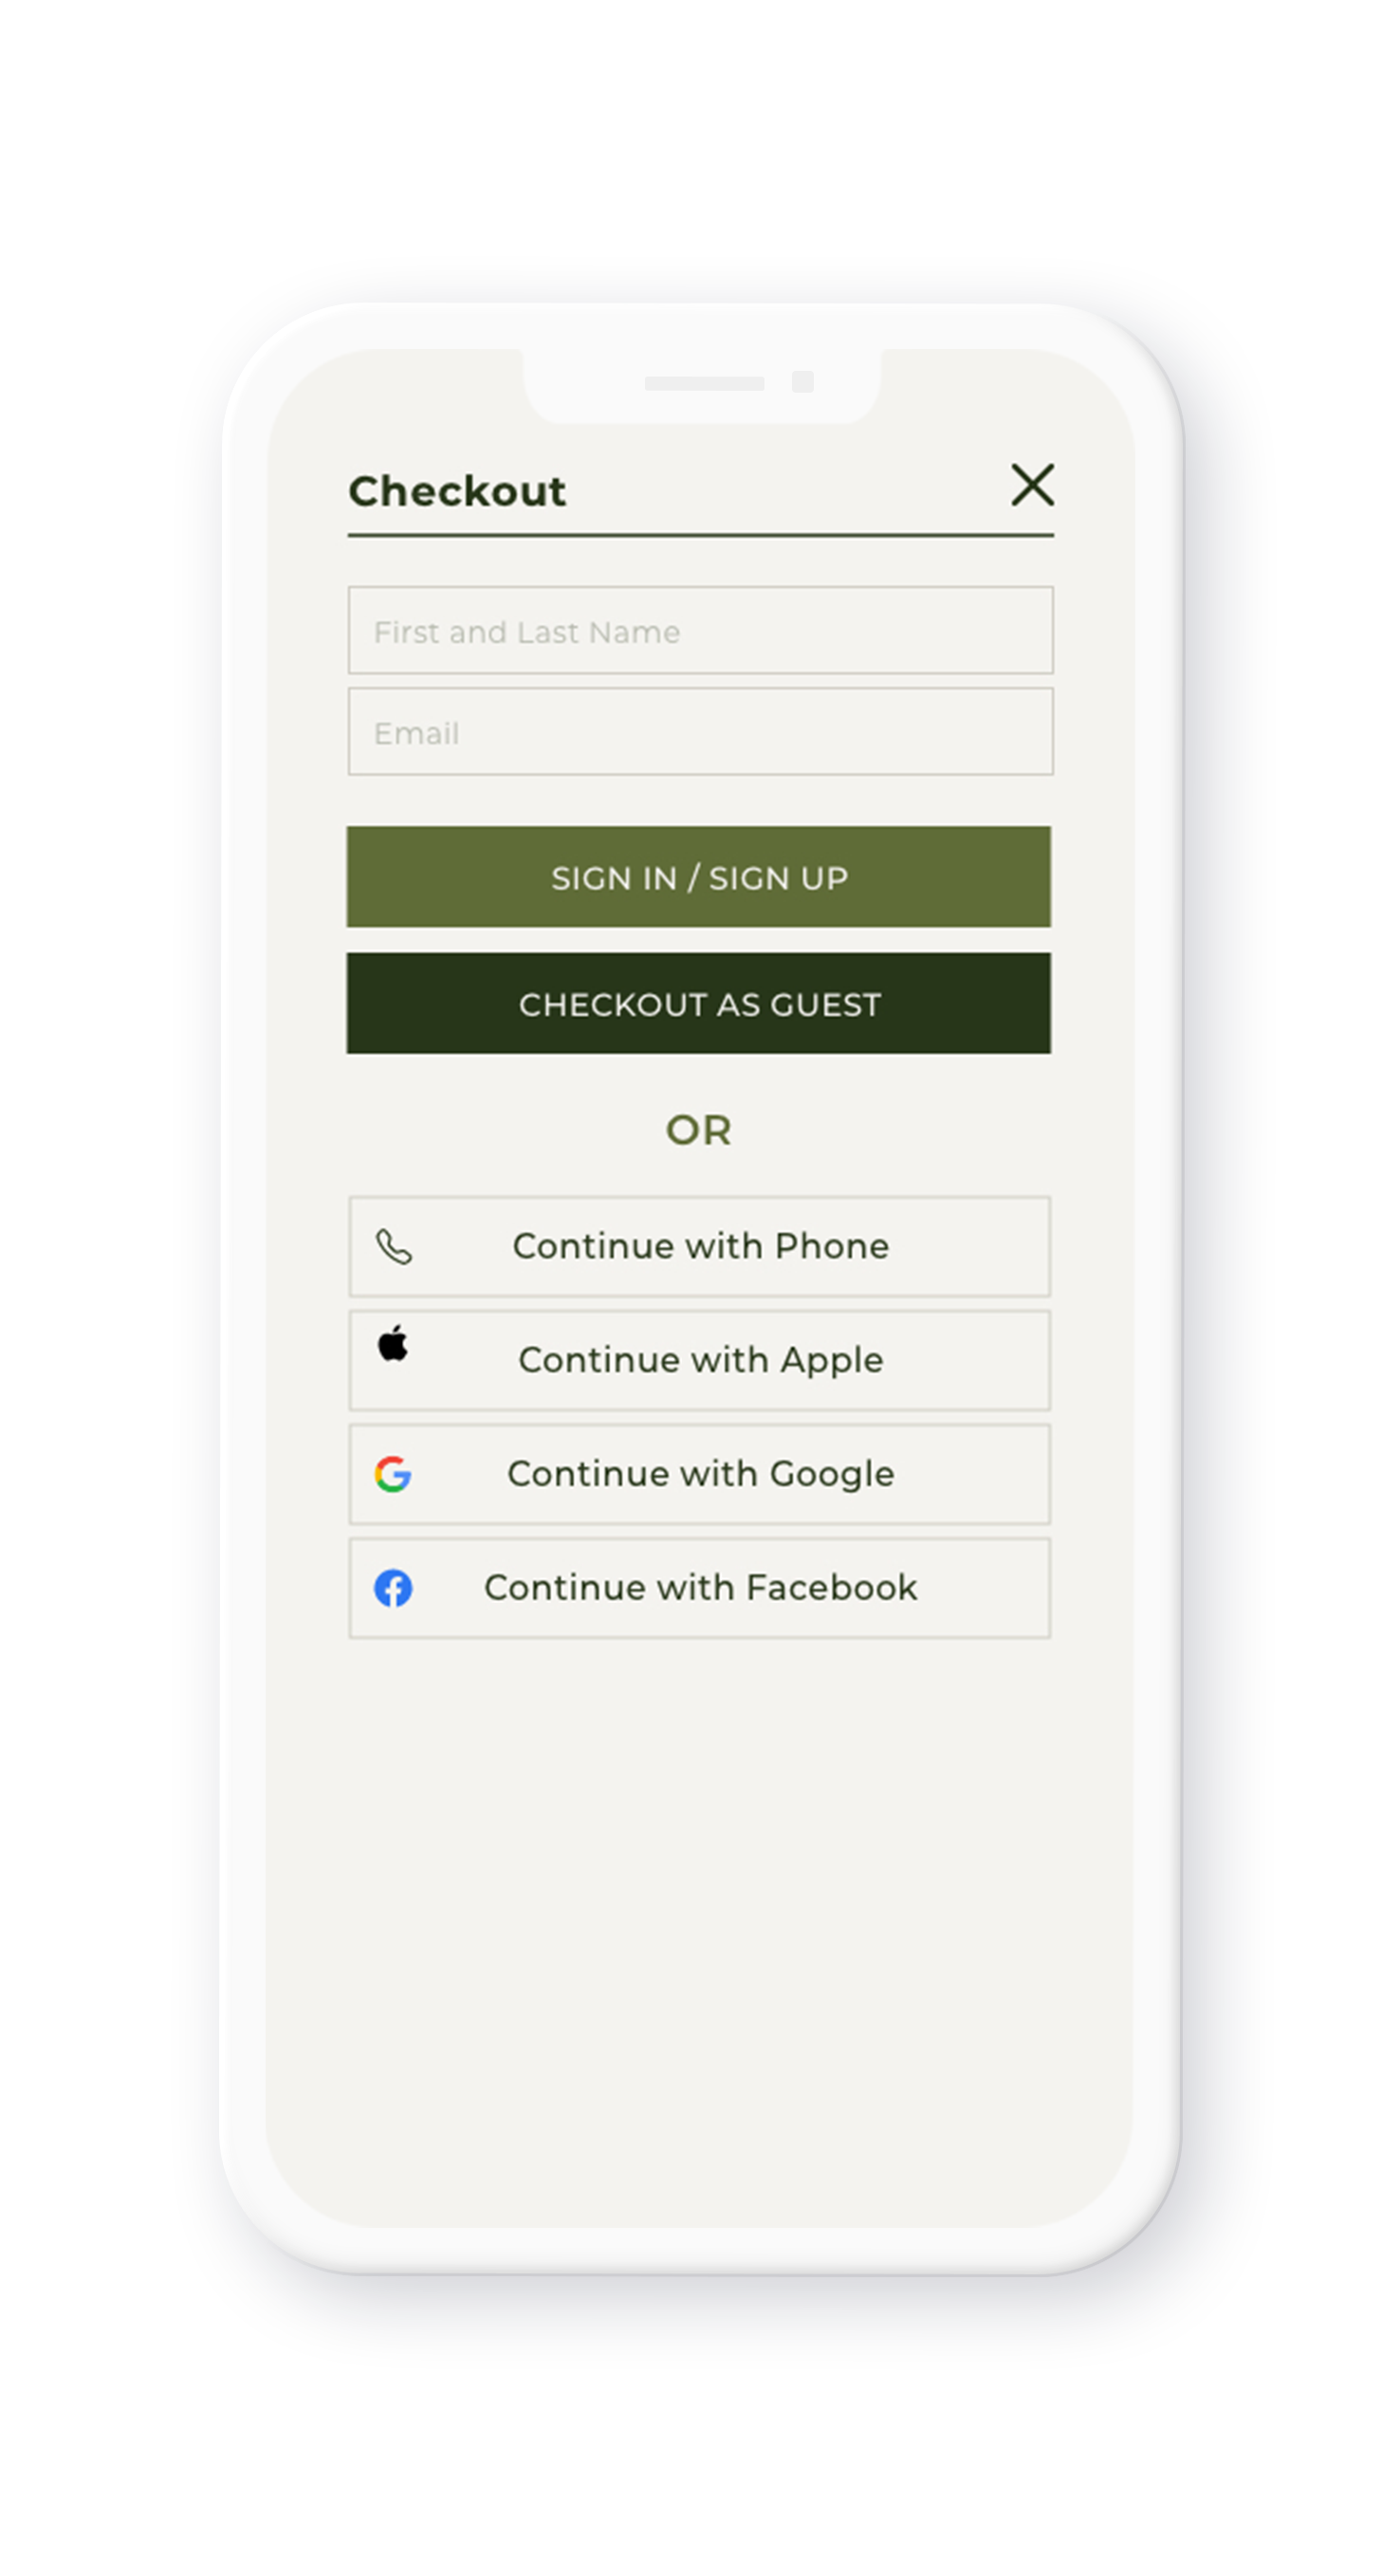 Checkout
First and Last Name
Email
SIGN IN / SIGN UP
CHECKOUT AS GUEST
OR
Continue with Phone
Continue with Apple
Continue with Google
Continue with Facebook